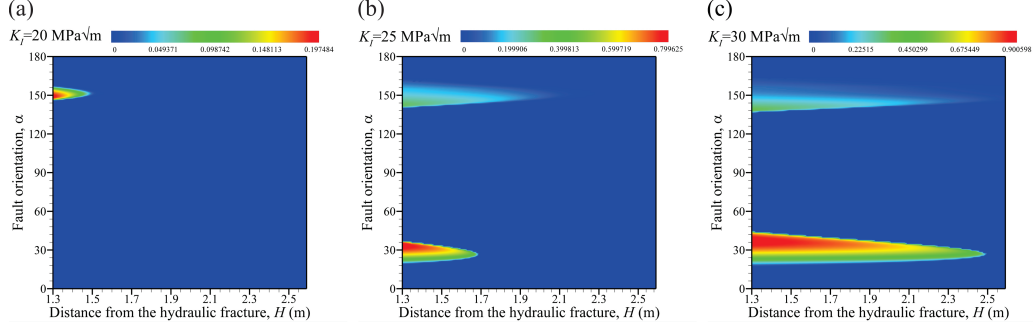 (a)
K_I=20 MPa√m
0 0.049371 0.098742 0.148113 0.197484
180
150
120
90
60
30
0
Fault orientation, α
1.3 1.5 1.7 1.9 2.1 2.3 2.5
Distance from the hydraulic fracture, H (m)
(b)
K_I=25 MPa√m
0 0.199906 0.399813 0.599719 0.799625
180
150
120
90
60
30
0
Fault orientation, α
1.3 1.5 1.7 1.9 2.1 2.3 2.5
Distance from the hydraulic fracture, H (m)
(c)
K_I=30 MPa√m
0 0.22515 0.450299 0.675449 0.900598
180
150
120
90
60
30
0
Fault orientation, α
1.3 1.5 1.7 1.9 2.1 2.3 2.5
Distance from the hydraulic fracture, H (m)